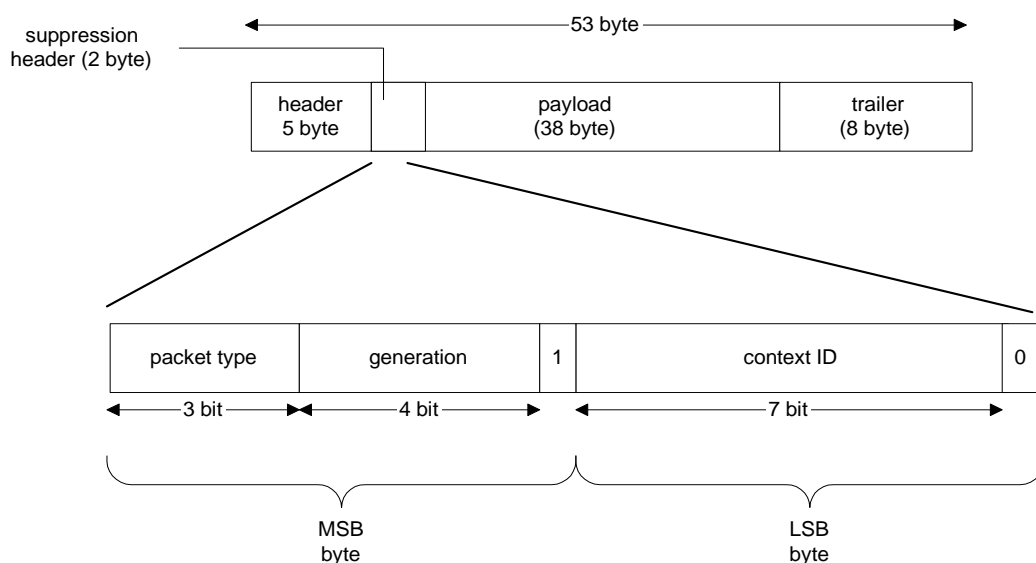 53 byte
suppression
header (2 byte)
header
5 byte
payload
(38 byte)
trailer
(8 byte)
packet type
generation
1
context ID
0
3 bit
4 bit
7 bit
MSB
byte
LSB
byte